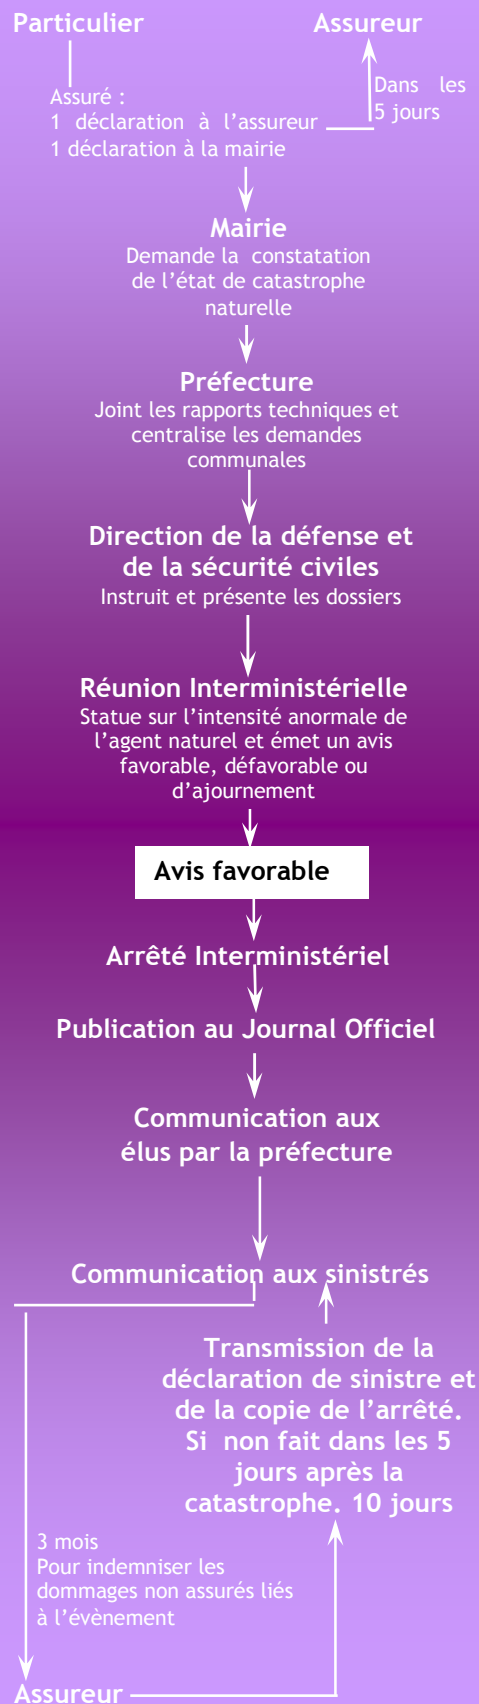 Particulier
Assureur
Dans les
5 jours
Assuré :
1 déclaration à l’assureur
1 déclaration à la mairie
Mairie
Demande la constatation
de l’état de catastrophe
naturelle
Préfecture
Joint les rapports techniques et
centralise les demandes
communales
Direction de la défense et
de la sécurité civiles
Instruit et présente les dossiers
Réunion Interministérielle
Statue sur l’intensité anormale de
l’agent naturel et émet un avis
favorable, défavorable ou
d’ajournement
Avis favorable
Arrêté Interministériel
Publication au Journal Officiel
Communication aux
élus par la préfecture
Communication aux sinistrés
Transmission de la
déclaration de sinistre et
de la copie de l’arrêté.
Si non fait dans les 5
jours après la
catastrophe. 10 jours
3 mois
Pour indemniser les
dommages non assurés liés
à l’évènement
Assureur